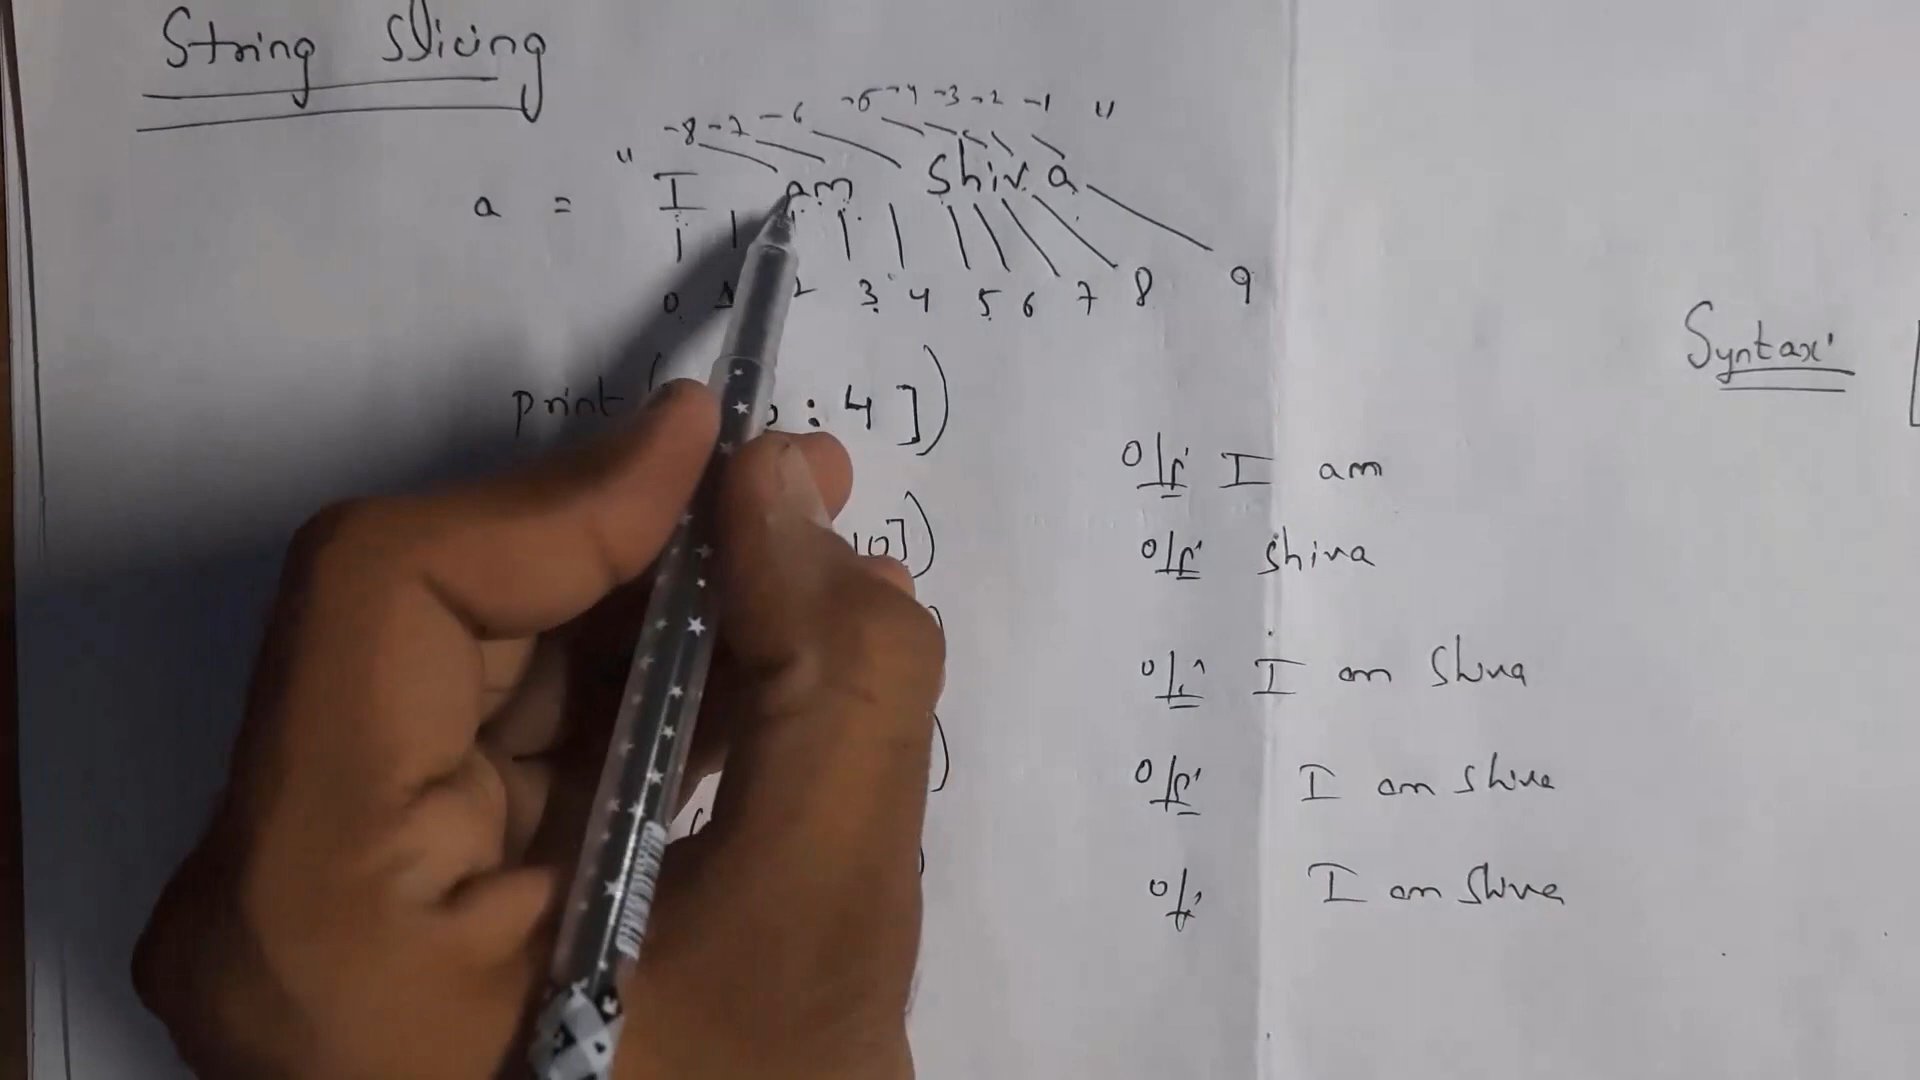 String Slicing
-8 -7 -6 -5 -4 -3 -2 -1
a = " I am Shiva "
0 1 2 3 4 5 6 7 8 9
Syntax:
print ( : 4 ])
o/p: I am
10])
o/p: Shiva
o/p: I am Shiva
o/p: I am Shiva
o/p: I am Shiva